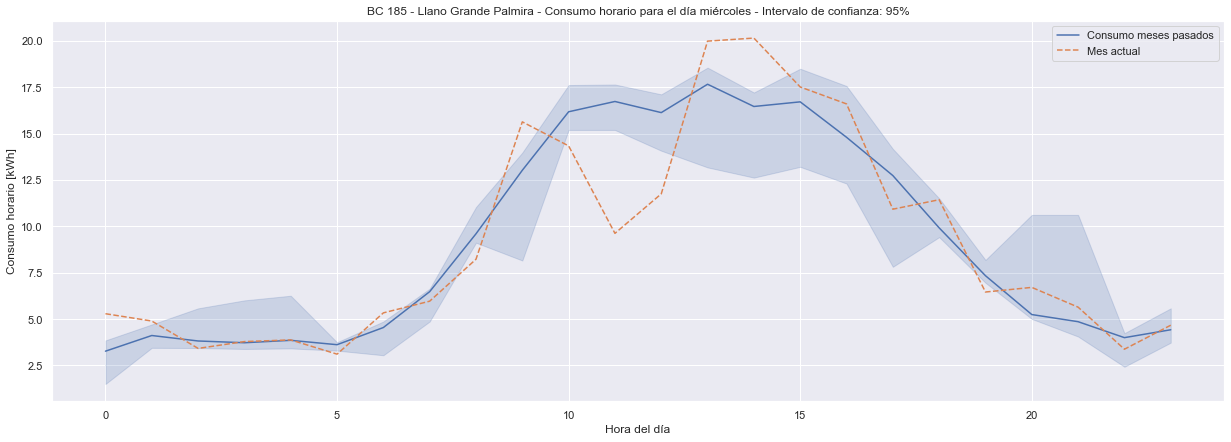 BC 185 - Llano Grande Palmira - Consumo horario para el día miércoles - Intervalo de confianza: 95%
Consumo meses pasados
Mes actual
Consumo horario [kWh]
20.0
17.5
15.0
12.5
10.0
7.5
5.0
2.5
0 5 10 15 20
Hora del día